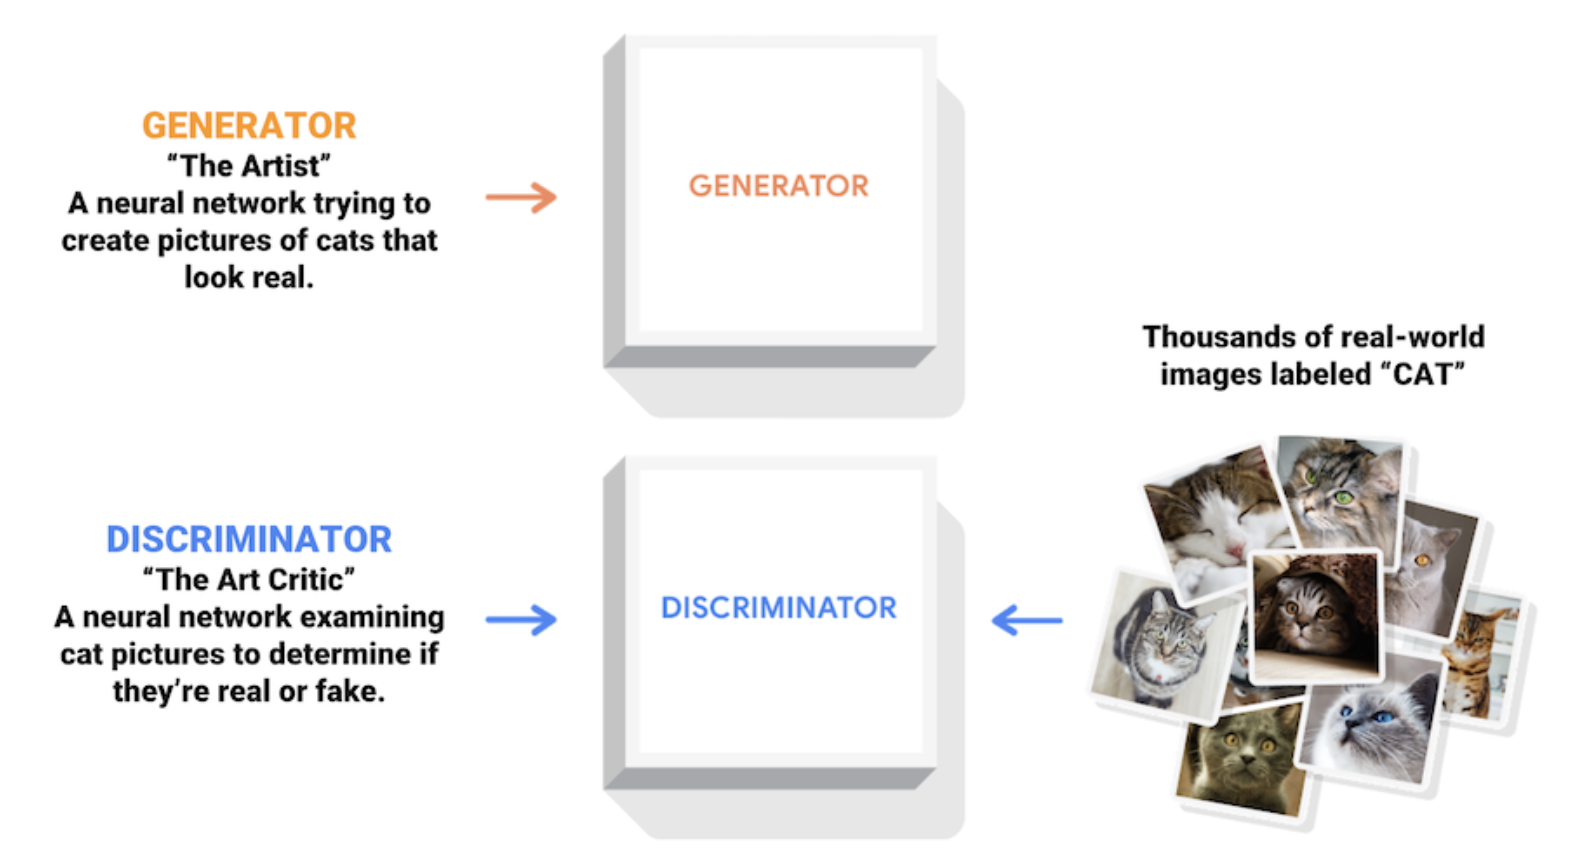 GENERATOR
“The Artist”
A neural network trying to
create pictures of cats that
look real.
GENERATOR
Thousands of real-world
images labeled “CAT”
DISCRIMINATOR
“The Art Critic”
A neural network examining
cat pictures to determine if
they’re real or fake.
DISCRIMINATOR